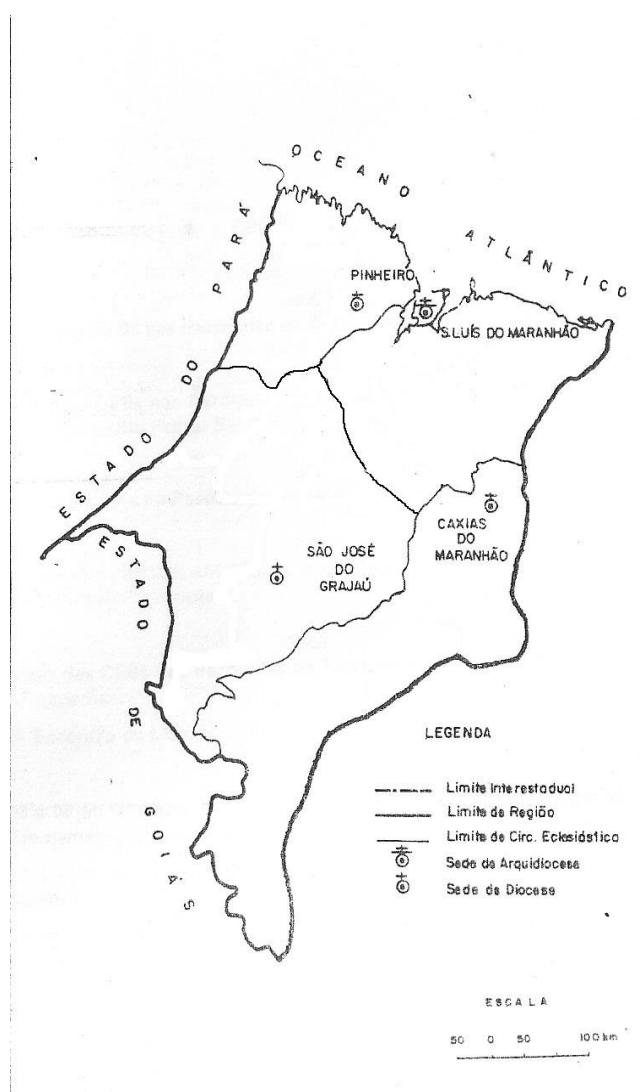 OCEANO ATLÂNTICO
ESTADO DO PARÁ
PINHEIRO
S.LUÍS DO MARANHÃO
CAXIAS
DO
MARANHÃO
SÃO JOSÉ
DO
GRAJAÚ
ESTADO DE GOIÁS
LEGENDA
Limite Interestadual
Limite de Região
Limite de Circ. Eclesiástica
Sede de Arquidiocese
Sede de Diocese
ESCALA
50 0 50 100 km